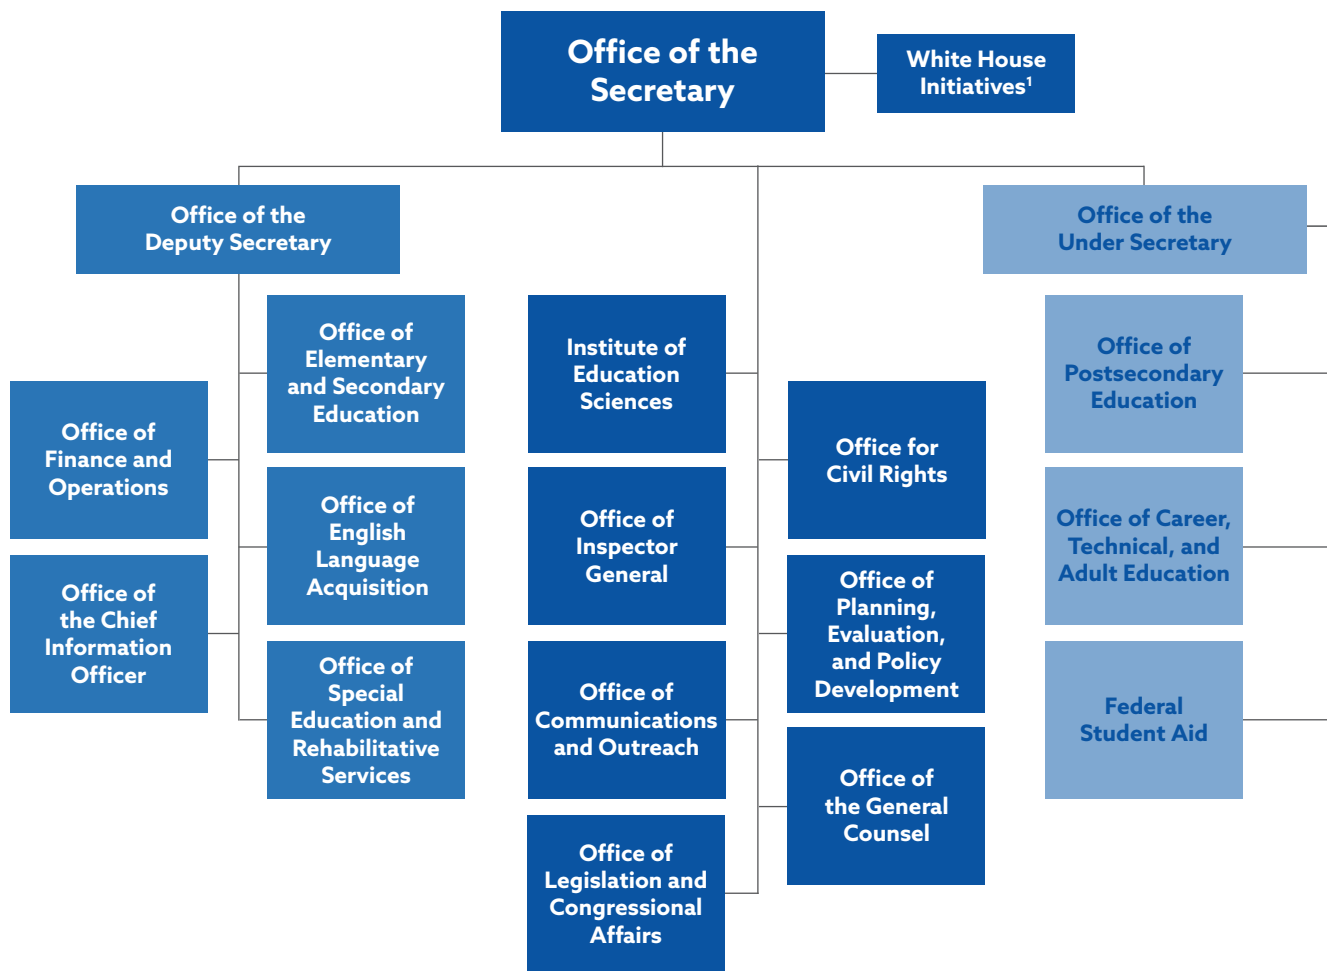 Office of the
Secretary
White House
Initiatives¹
Office of the
Deputy Secretary
Office of the
Under Secretary
Office of
Elementary
and Secondary
Education
Office of
Finance and
Operations
Office of
English
Language
Acquisition
Office of
the Chief
Information
Officer
Office of
Special
Education and
Rehabilitative
Services
Institute of
Education
Sciences
Office for
Civil Rights
Office of
Inspector
General
Office of
Planning,
Evaluation,
and Policy
Development
Office of
Communications
and Outreach
Office of
the General
Counsel
Office of
Legislation and
Congressional
Affairs
Office of
Postsecondary
Education
Office of Career,
Technical, and
Adult Education
Federal
Student Aid